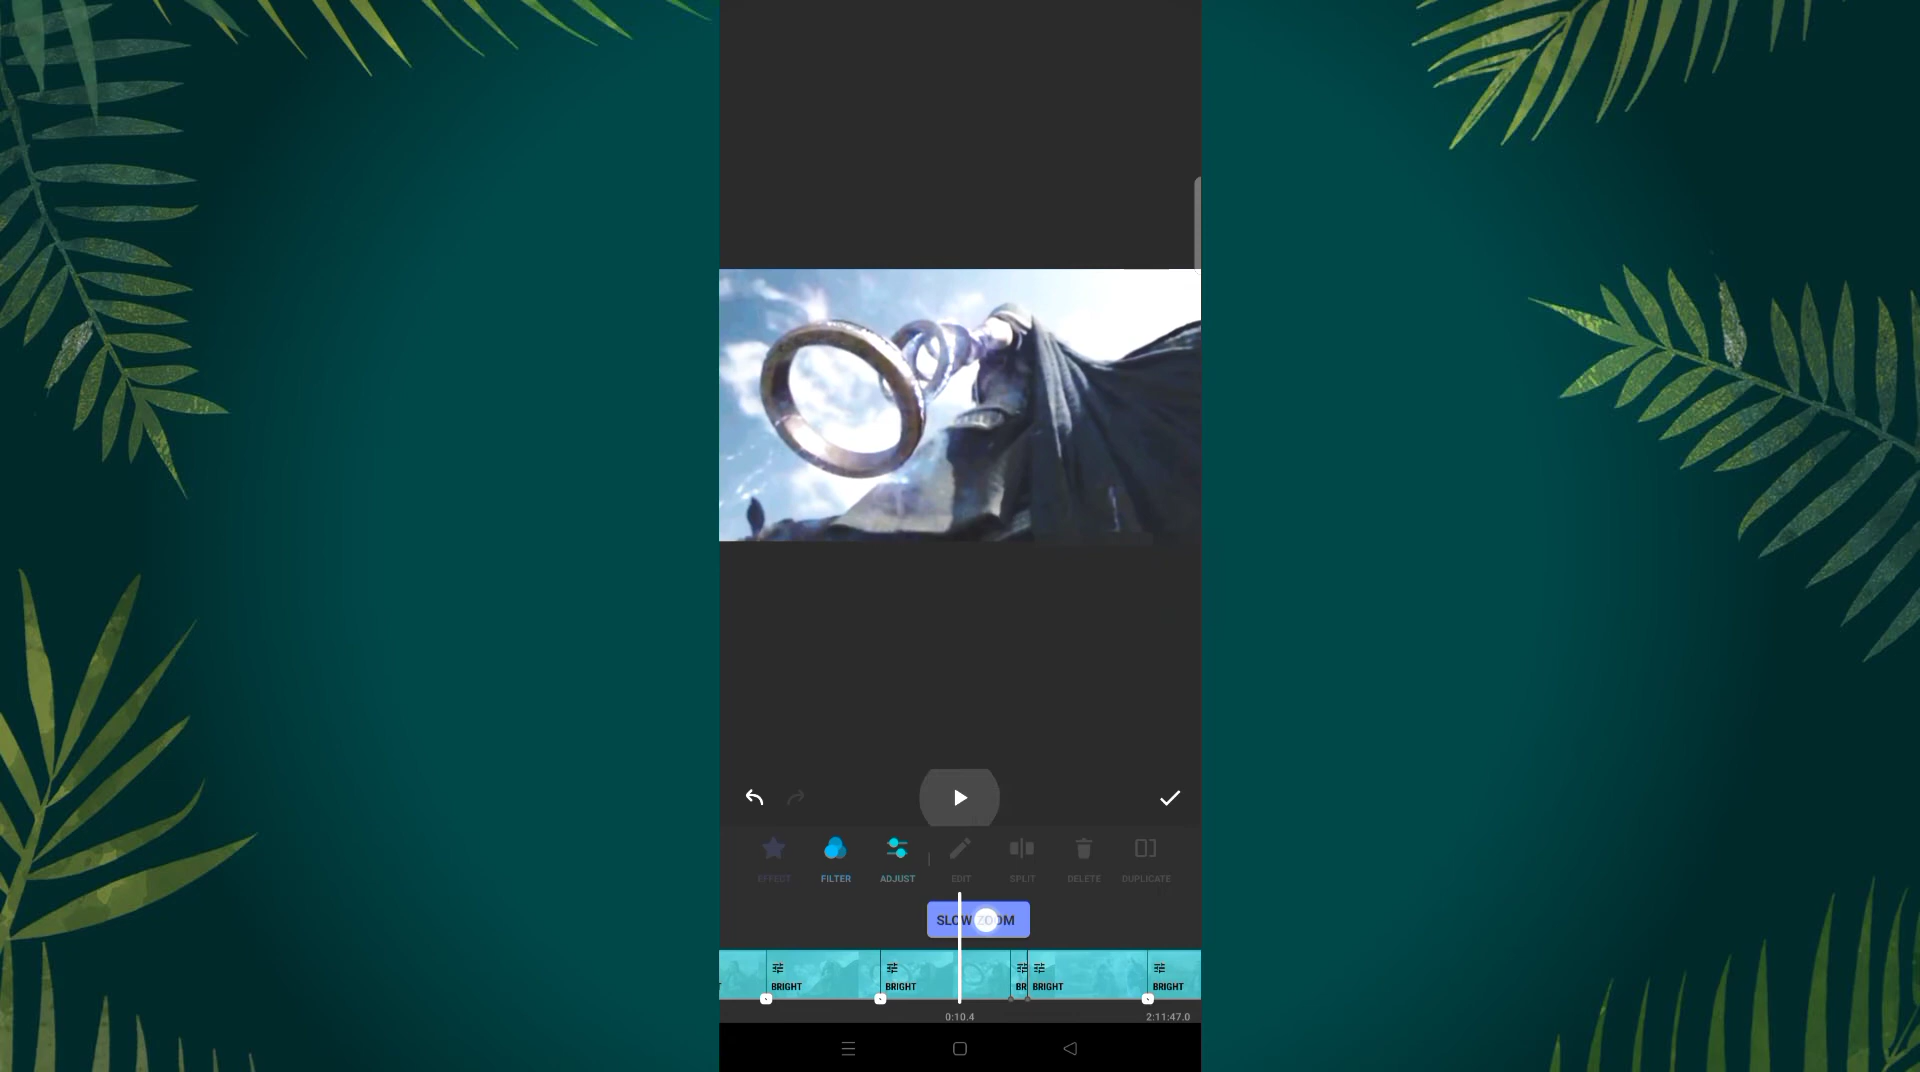 EFFECT FILTER ADJUST EDIT SPLIT DELETE DUPLICATE
SLOW ZOOM
T BRIGHT BRIGHT BR BRIGHT BRIGHT
0:10.4 2:11:47.0